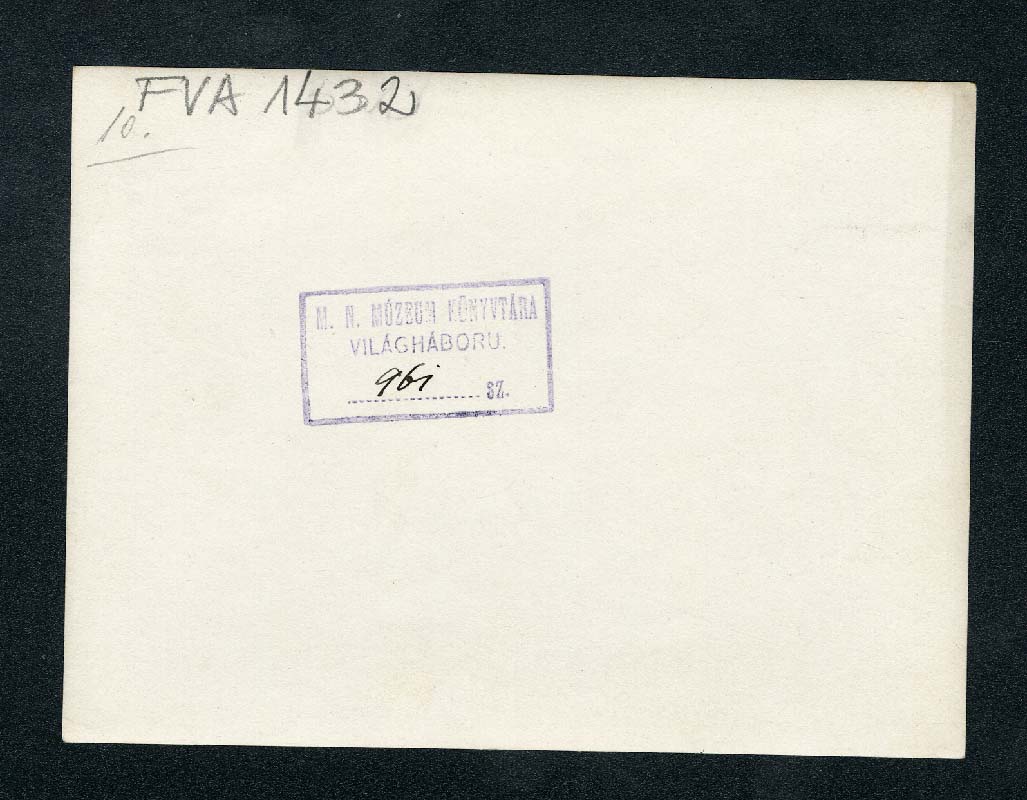 FVA 1432
10.
M. N. MÚZEUM KÖNYVTÁRA
VILÁGHÁBORU.
961 SZ.